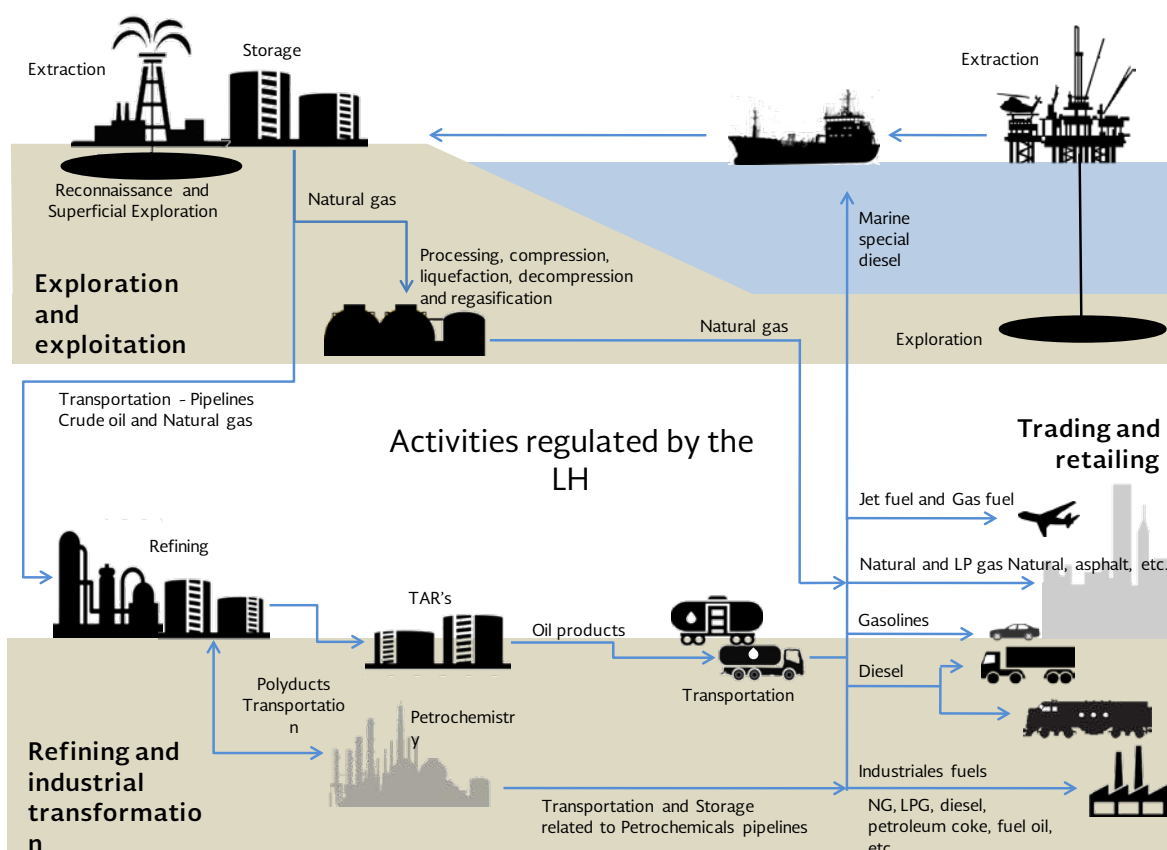 Storage
Extraction
Extraction
Reconnaissance and
Superficial Exploration
Natural gas
Marine
special
diesel
Processing, compression,
liquefaction, decompression
and regasification
Exploration
and
exploitation
Natural gas
Exploration
Transportation - Pipelines
Crude oil and Natural gas
Activities regulated by the
LH
Trading and
retailing
Jet fuel and Gas fuel
Refining
Natural and LP gas Natural, asphalt, etc.
TAR's
Oil products
Gasolines
Diesel
Transportation
Polyducts
Transportatio
n
Petrochemistr
y
Refining and
industrial
transformatio
n
Industriales fuels
Transportation and Storage
related to Petrochemicals pipelines
NG, LPG, diesel,
petroleum coke, fuel oil,
etc